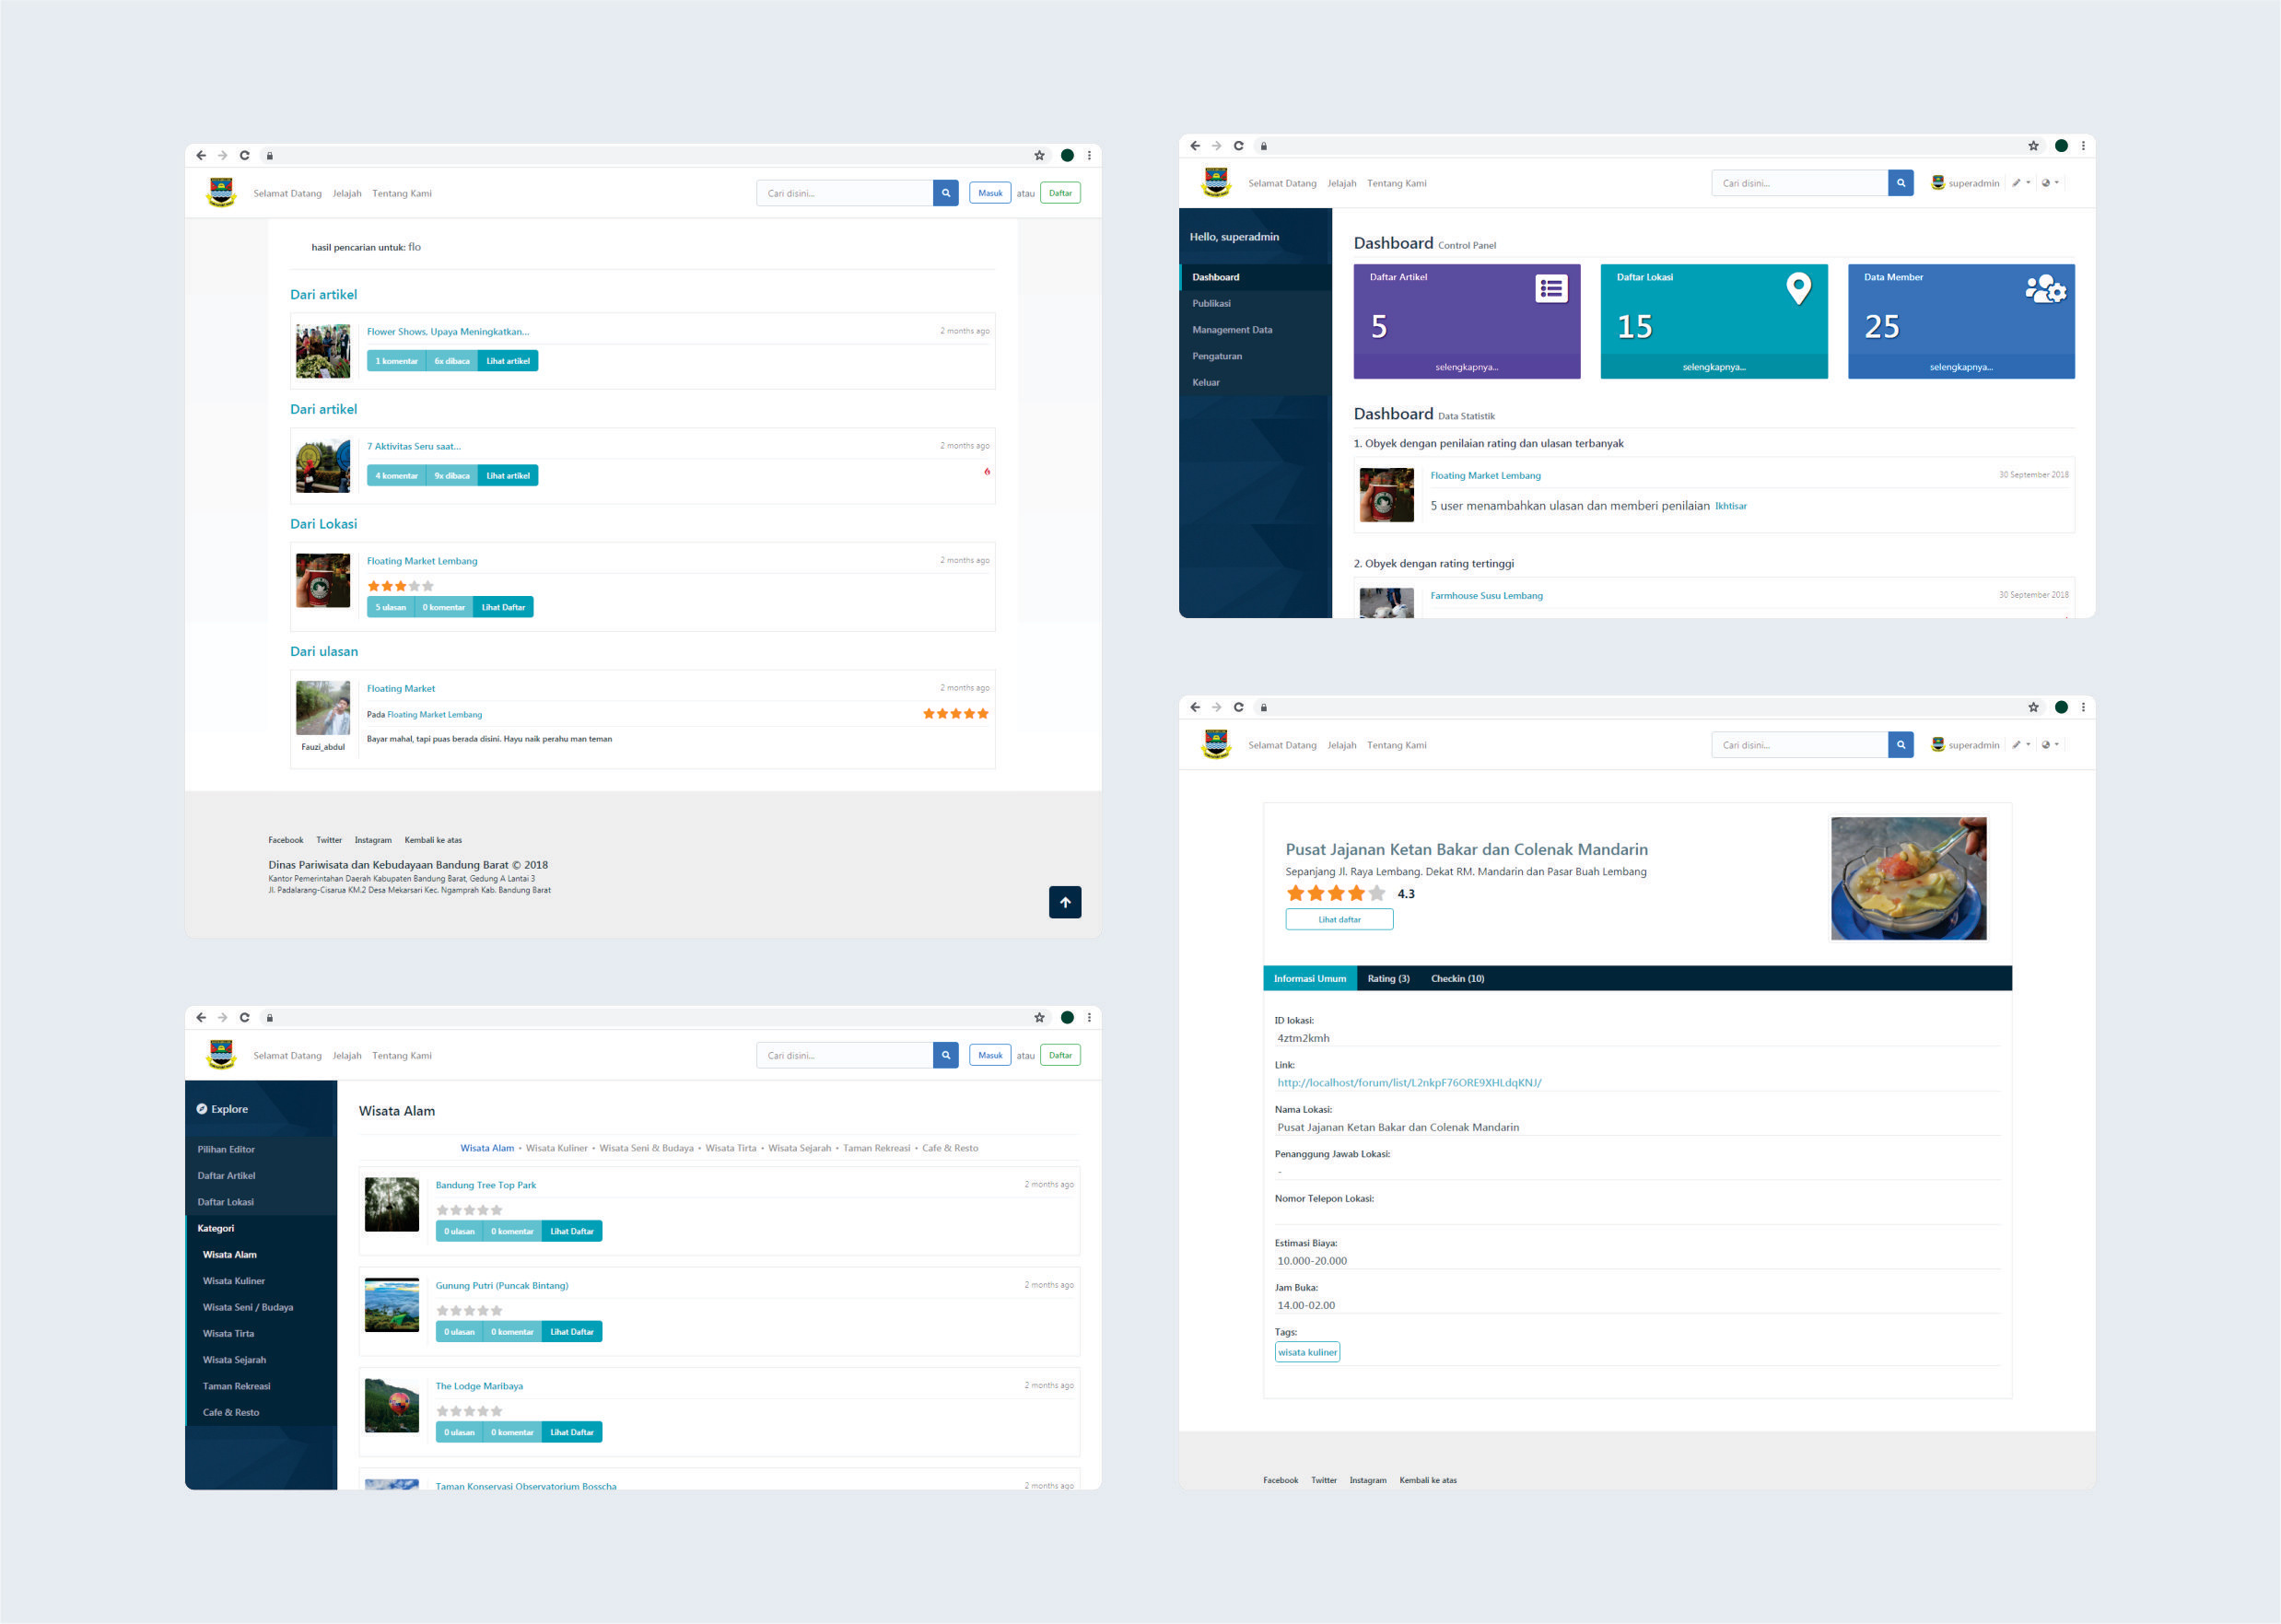 Selamat Datang Jelajah Tentang Kami Cari disini... Masuk atau Daftar
hasil pencarian untuk: flo
Dari artikel
Flower Shows, Upaya Meningkatkan... 2 months ago
1 komentar 6x dibaca Lihat artikel
Dari artikel
7 Aktivitas Seru saat... 2 months ago
4 komentar 9x dibaca Lihat artikel
Dari Lokasi
Floating Market Lembang 2 months ago
5 ulasan 0 komentar Lihat Daftar
Dari ulasan
Floating Market 2 months ago
Pada Floating Market Lembang
Bayar mahal, tapi puas berada disini. Hayu naik perahu man teman
Fauzi_abdul
Facebook Twitter Instagram Kembali ke atas
Dinas Pariwisata dan Kebudayaan Bandung Barat © 2018
Kantor Pemerintahan Daerah Kabupaten Bandung Barat, Gedung A Lantai 3
Jl. Padalarang-Cisarua KM.2 Desa Mekarsari Kec. Ngamprah Kab. Bandung Barat
Selamat Datang Jelajah Tentang Kami Cari disini... Masuk atau Daftar
Explore
Pilihan Editor
Daftar Artikel
Daftar Lokasi
Kategori
Wisata Alam
Wisata Kuliner
Wisata Seni / Budaya
Wisata Tirta
Wisata Sejarah
Taman Rekreasi
Cafe & Resto
Wisata Alam
Wisata Alam • Wisata Kuliner • Wisata Seni & Budaya • Wisata Tirta • Wisata Sejarah • Taman Rekreasi • Cafe & Resto
Bandung Tree Top Park 2 months ago
0 ulasan 0 komentar Lihat Daftar
Gunung Putri (Puncak Bintang) 2 months ago
0 ulasan 0 komentar Lihat Daftar
The Lodge Maribaya 2 months ago
0 ulasan 0 komentar Lihat Daftar
Taman Konservasi Observatorium Bosscha 2 months ago
Selamat Datang Jelajah Tentang Kami Cari disini... superadmin
Hello, superadmin
Dashboard
Publikasi
Management Data
Pengaturan
Keluar
Dashboard Control Panel
Daftar Artikel
5
selengkapnya...
Daftar Lokasi
15
selengkapnya...
Data Member
25
selengkapnya...
Dashboard Data Statistik
1. Obyek dengan penilaian rating dan ulasan terbanyak
Floating Market Lembang 30 September 2018
5 user menambahkan ulasan dan memberi penilaian Ikhtisar
2. Obyek dengan rating tertinggi
Farmhouse Susu Lembang 30 September 2018
Selamat Datang Jelajah Tentang Kami Cari disini... superadmin
Pusat Jajanan Ketan Bakar dan Colenak Mandarin
Sepanjang Jl. Raya Lembang. Dekat RM. Mandarin dan Pasar Buah Lembang
4.3
Lihat daftar
Informasi Umum Rating (3) Checkin (10)
ID lokasi:
4ztm2kmh
Link:
http://localhost/forum/list/L2nkpF76ORE9XHLdqKNJ/
Nama Lokasi:
Pusat Jajanan Ketan Bakar dan Colenak Mandarin
Penanggung Jawab Lokasi:
-
Nomor Telepon Lokasi:
Estimasi Biaya:
10.000-20.000
Jam Buka:
14.00-02.00
Tags:
wisata kuliner
Facebook Twitter Instagram Kembali ke atas